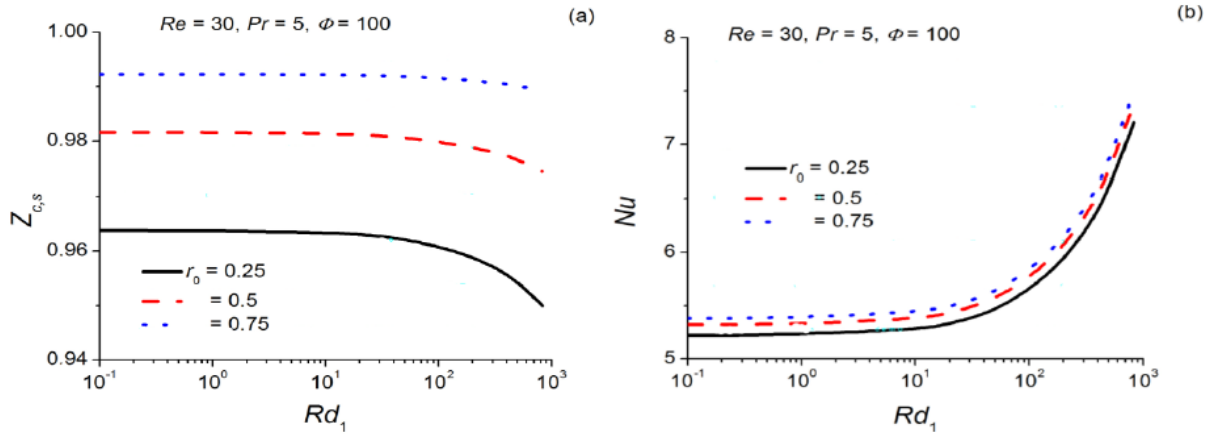 (a)
Re = 30, Pr = 5, Φ = 100
1.00
0.98
0.96
0.94
Z_{c,s}
r_0 = 0.25
= 0.5
= 0.75
10^{-1} 10^0 10^1 10^2 10^3
Rd_1
(b)
Re = 30, Pr = 5, Φ = 100
8
7
6
5
Nu
r_0 = 0.25
= 0.5
= 0.75
10^{-1} 10^0 10^1 10^2 10^3
Rd_1